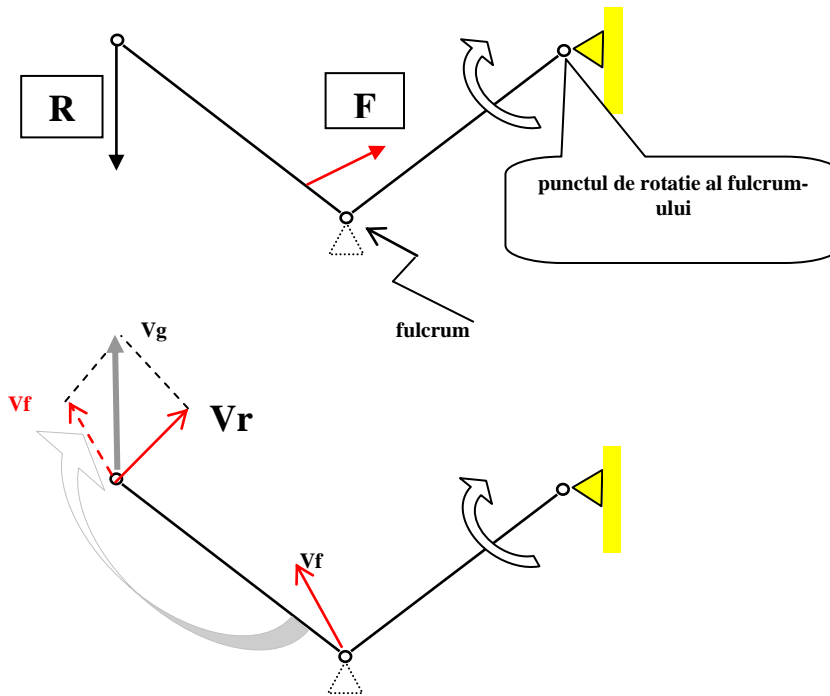 R
F
punctul de rotatie al fulcrum-
ului
fulcrum
Vg
Vf
Vr
Vf